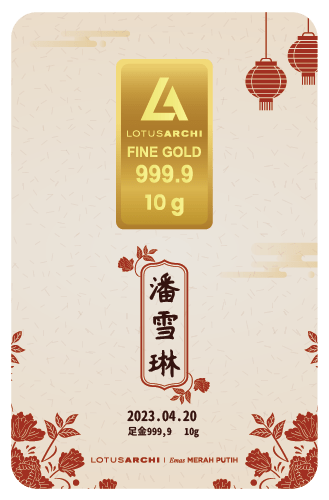 LOTUSARCHI
FINE GOLD
999.9
10 g
潘雪琳
2023.04.20
足金999,9 10g
LOTUSARCHI | Emas MERAH PUTIH